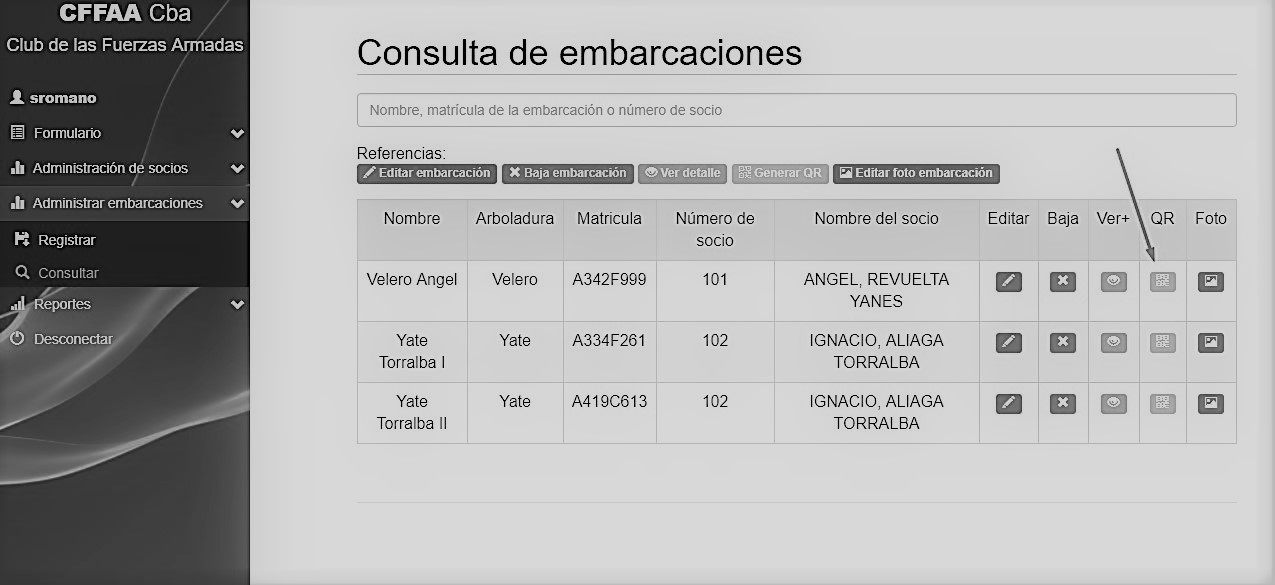 CFFAA Cba
Club de las Fuerzas Armadas
sromano
Formulario
Administración de socios
Administrar embarcaciones
Registrar
Consultar
Reportes
Desconectar
Consulta de embarcaciones
Nombre, matrícula de la embarcación o número de socio
Referencias:
Editar embarcación Baja embarcación Ver detalle Generar QR Editar foto embarcación
Nombre Arboladura Matricula Número de socio Nombre del socio Editar Baja Ver+ QR Foto
Velero Angel Velero A342F999 101 ANGEL, REVUELTA YANES
Yate Torralba I Yate A334F261 102 IGNACIO, ALIAGA TORRALBA
Yate Torralba II Yate A419C613 102 IGNACIO, ALIAGA TORRALBA